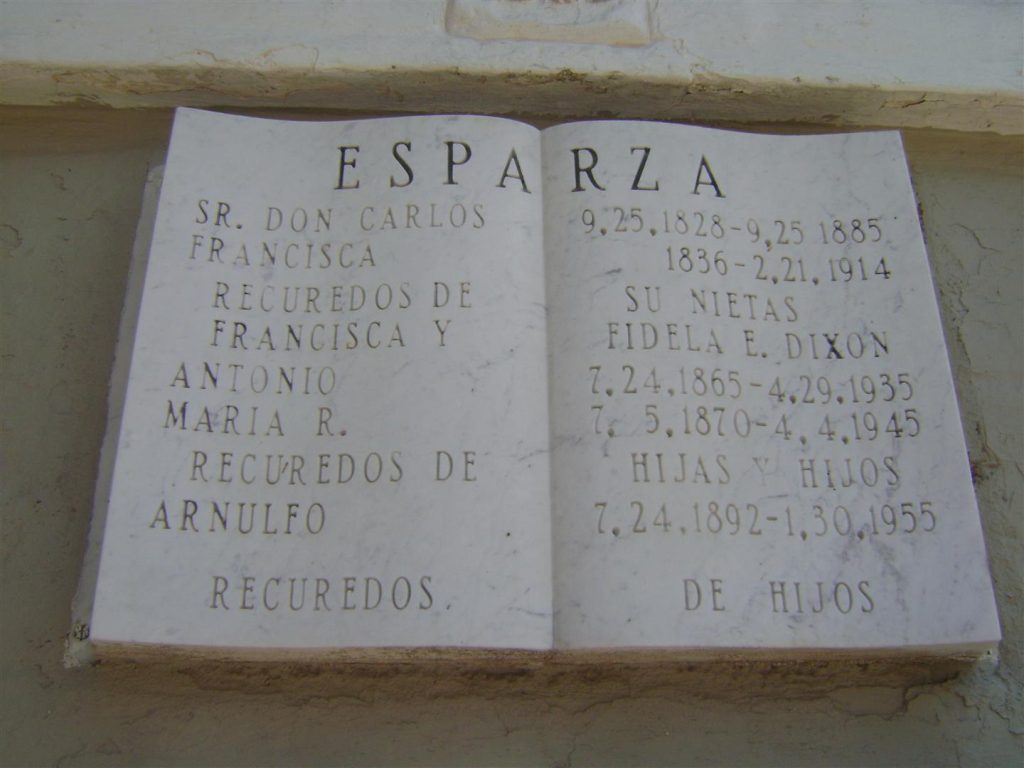 ESPARZA
SR. DON CARLOS 9,25,1828-9,25 1885
FRANCISCA 1836-2,21,1914
RECUREDOS DE SU NIETAS
FRANCISCA Y FIDELA E. DIXON
ANTONIO 7,24,1865-4,29,1935
MARIA R. 7, 5,1870-4,4,1945
RECUREDOS DE HIJAS Y HIJOS
ARNULFO 7,24,1892-1,30,1955
RECUREDOS DE HIJOS